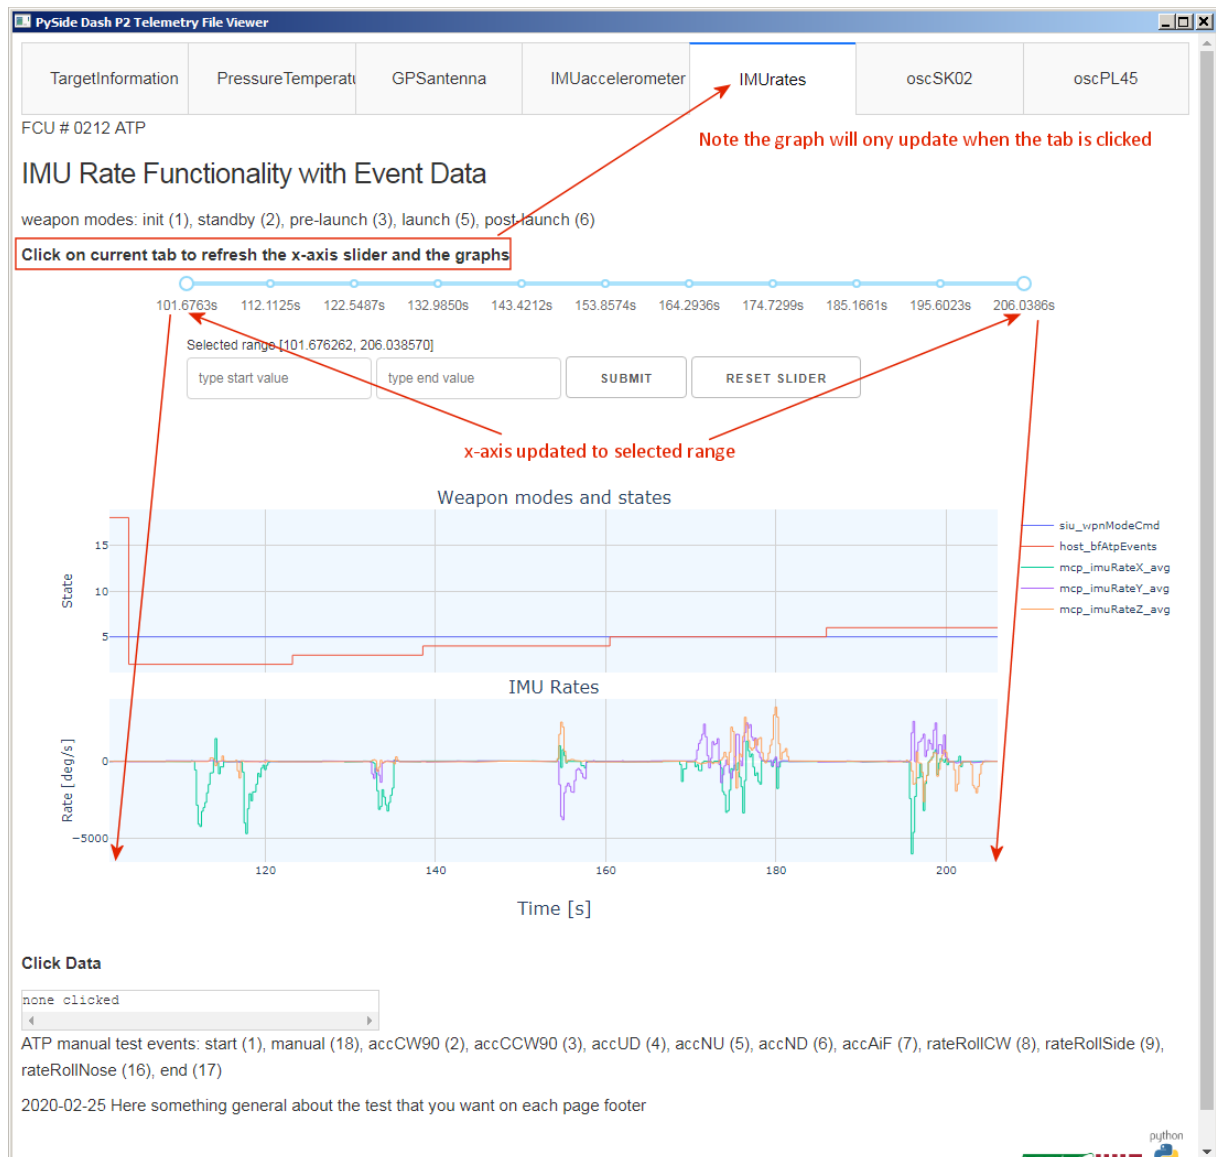 PySide Dash P2 Telemetry File Viewer
TargetInformation
PressureTemperatu
GPSantenna
IMUaccelerometer
IMUrates
oscSK02
oscPL45
FCU # 0212 ATP
Note the graph will ony update when the tab is clicked
IMU Rate Functionality with Event Data
weapon modes: init (1), standby (2), pre-launch (3), launch (5), post-launch (6)
Click on current tab to refresh the x-axis slider and the graphs
101.6763s 112.1125s 122.5487s 132.9850s 143.4212s 153.8574s 164.2936s 174.7299s 185.1661s 195.6023s 206.0386s
Selected range [101.676262, 206.038570]
type start value
type end value
SUBMIT
RESET SLIDER
x-axis updated to selected range
Weapon modes and states
siu_wpnModeCmd
host_bfAtpEvents
mcp_imuRateX_avg
mcp_imuRateY_avg
mcp_imuRateZ_avg
15
10
5
State
IMU Rates
0
−5000
Rate [deg/s]
120 140 160 180 200
Time [s]
Click Data
none clicked
ATP manual test events: start (1), manual (18), accCW90 (2), accCCW90 (3), accUD (4), accNU (5), accND (6), accAiF (7), rateRollCW (8), rateRollSide (9),
rateRollNose (16), end (17)
2020-02-25 Here something general about the test that you want on each page footer
python